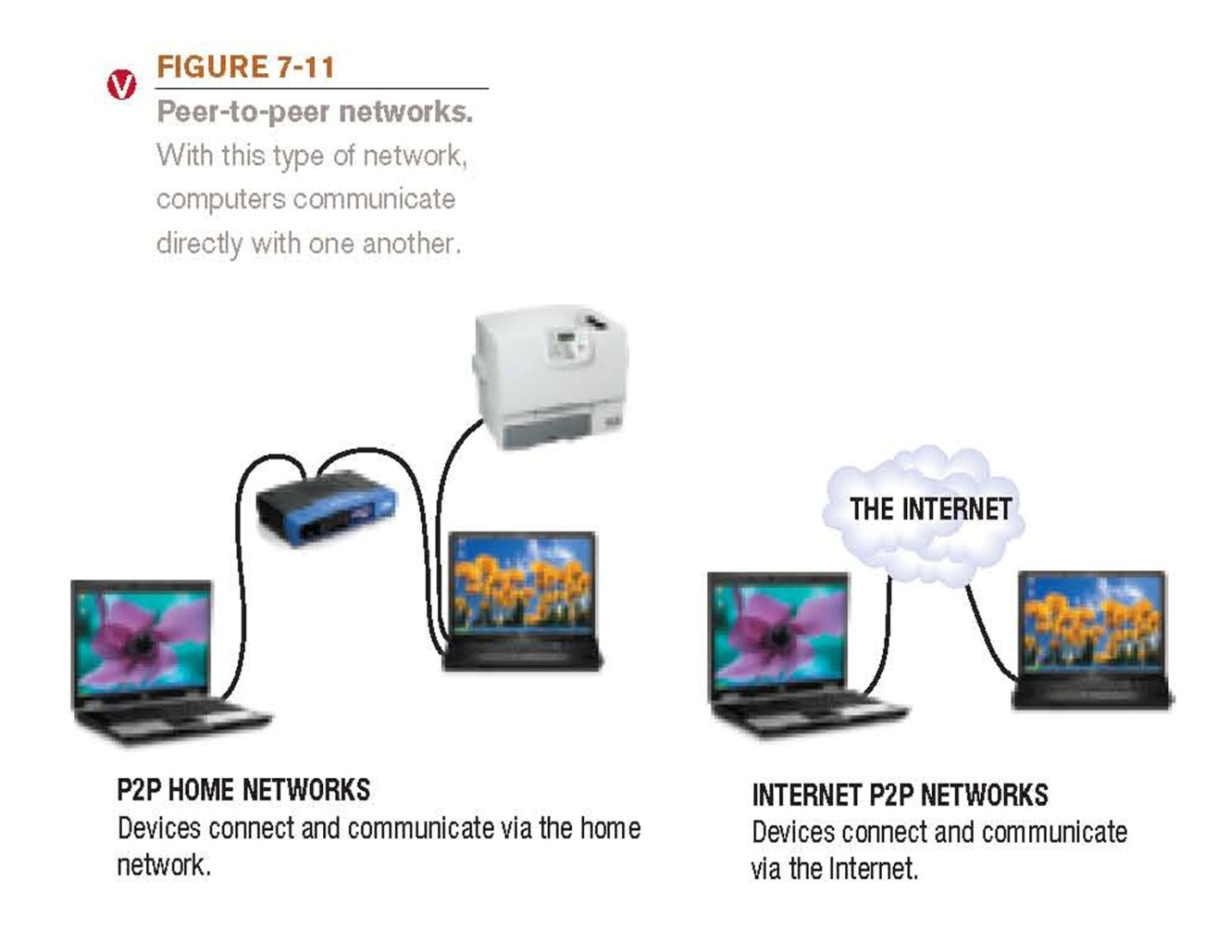 FIGURE 7-11
V
Peer-to-peer networks.
With this type of network,
computers communicate
directly with one another.
THE INTERNET
P2P HOME NETWORKS
Devices connect and communicate via the home
network.
INTERNET P2P NETWORKS
Devices connect and communicate
via the Internet.